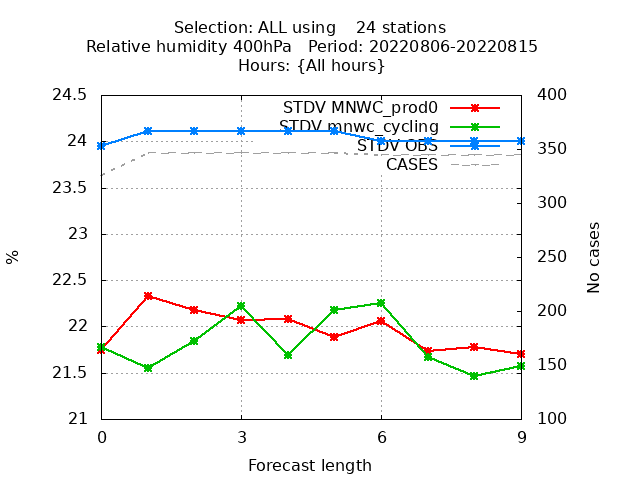 Selection: ALL using    24 stations
Relative humidity 400hPa   Period: 20220806-20220815
Hours: {All hours}
24.5
24
23.5
23
22.5
22
21.5
21
%
STDV MNWC_prod0
STDV mnwc_cycling
STDV OBS
CASES
400
350
300
250
200
150
100
No cases
0 3 6 9
Forecast length